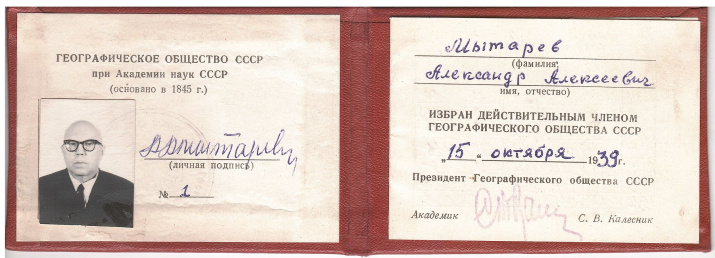 ГЕОГРАФИЧЕСКОЕ ОБЩЕСТВО СССР
при Академии наук СССР
(основано в 1845 г.)
(личная подпись)
№ 1
Мытарев
(фамилия,
Александр Алексеевич
имя, отчество)
ИЗБРАН ДЕЙСТВИТЕЛЬНЫМ ЧЛЕНОМ
ГЕОГРАФИЧЕСКОГО ОБЩЕСТВА СССР
„15 „ октября 1939г.
Президент Географического общества СССР
Академик С. В. Калесник